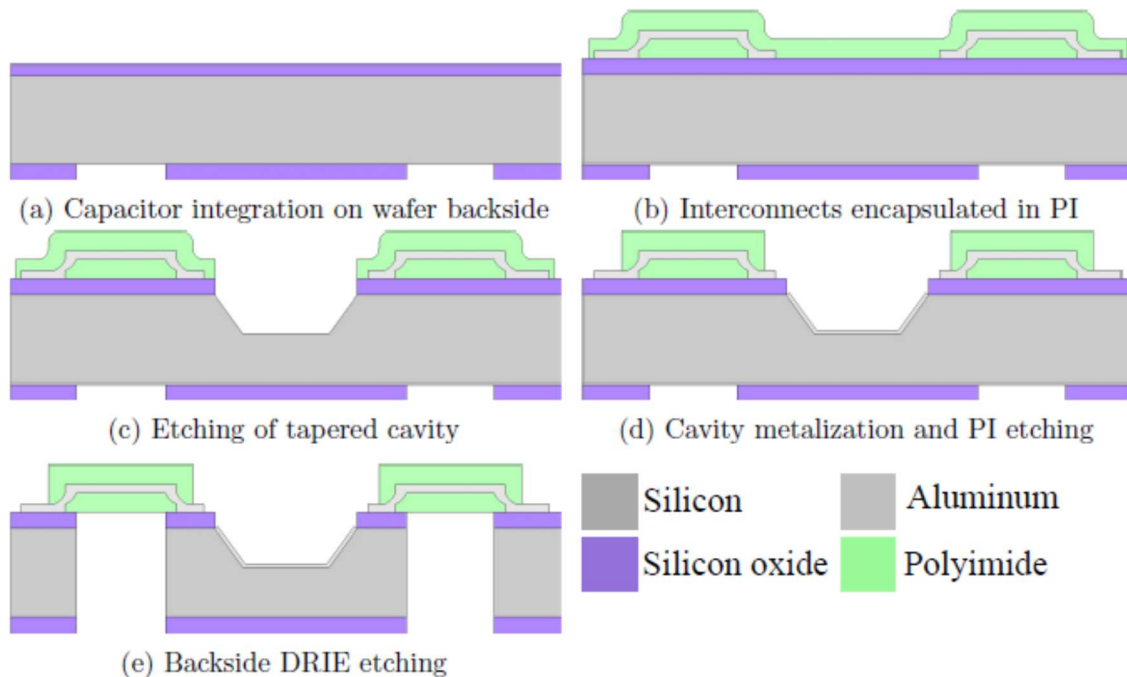 (a) Capacitor integration on wafer backside
(b) Interconnects encapsulated in PI
(c) Etching of tapered cavity
(d) Cavity metalization and PI etching
Silicon
Aluminum
Silicon oxide
Polyimide
(e) Backside DRIE etching